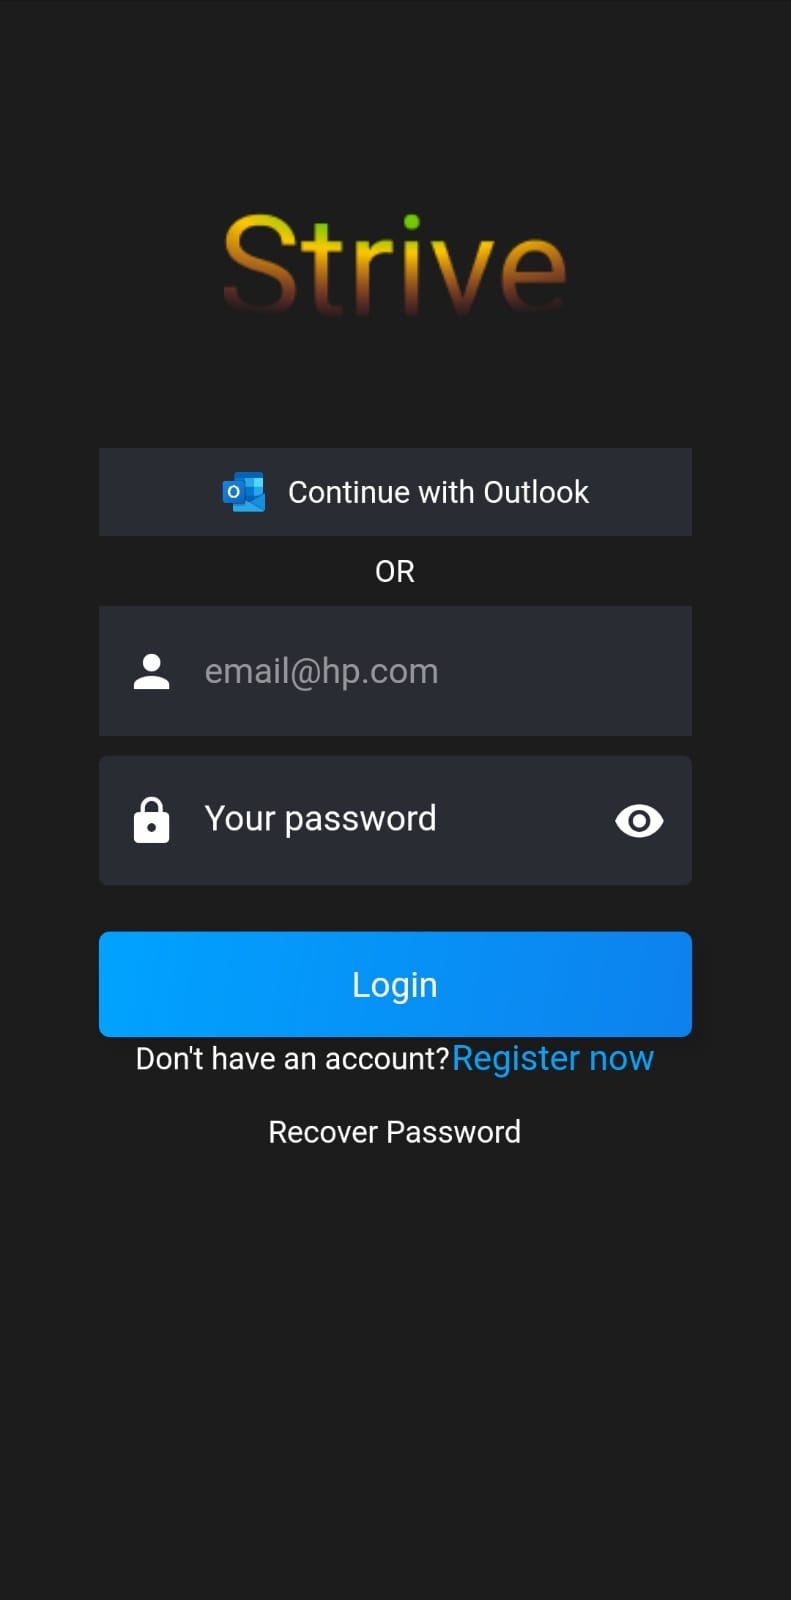 Strive
Continue with Outlook
OR
email@hp.com
Your password
Login
Don't have an account?Register now
Recover Password